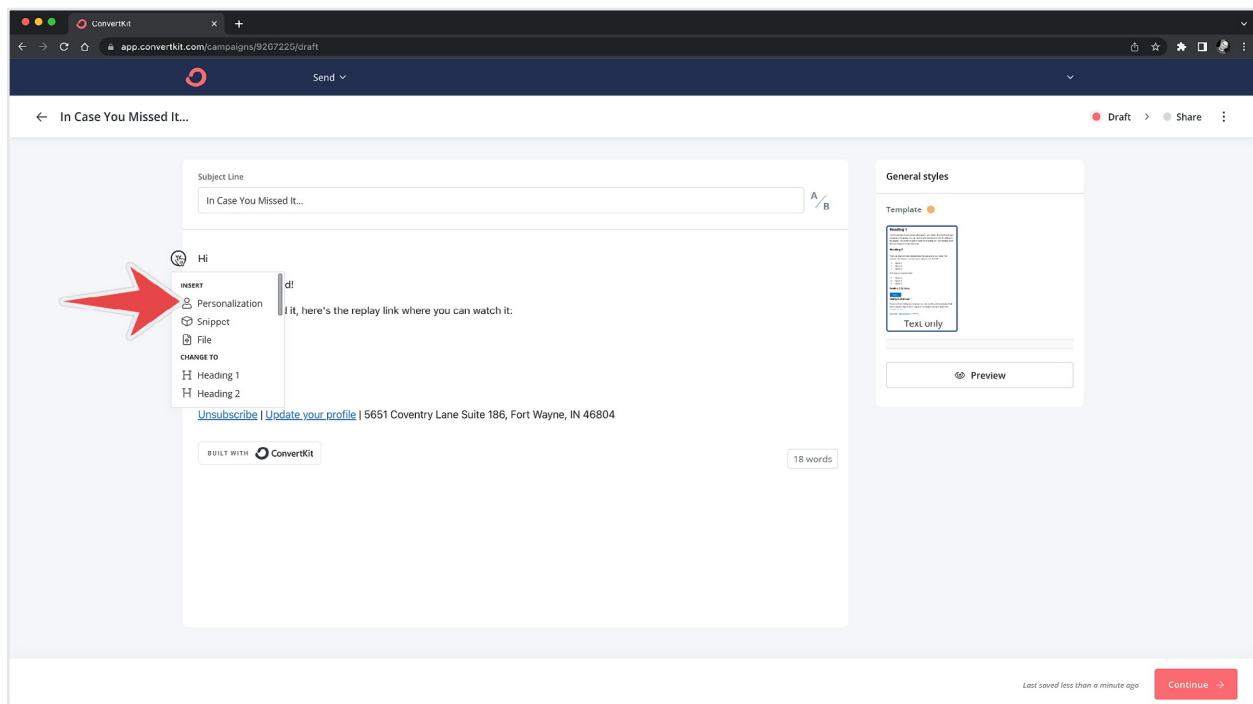 ConvertKit
app.convertkit.com/campaigns/9267225/draft
Send
In Case You Missed It...
Draft
Share
Subject Line
In Case You Missed It...
A/B
Hi
INSERT
Personalization
Snippet
File
CHANGE TO
Heading 1
Heading 2
d!
d it, here's the replay link where you can watch it:
Unsubscribe | Update your profile | 5651 Coventry Lane Suite 186, Fort Wayne, IN 46804
BUILT WITH ConvertKit
18 words
General styles
Template
Heading 1
Text only
Preview
Last saved less than a minute ago
Continue